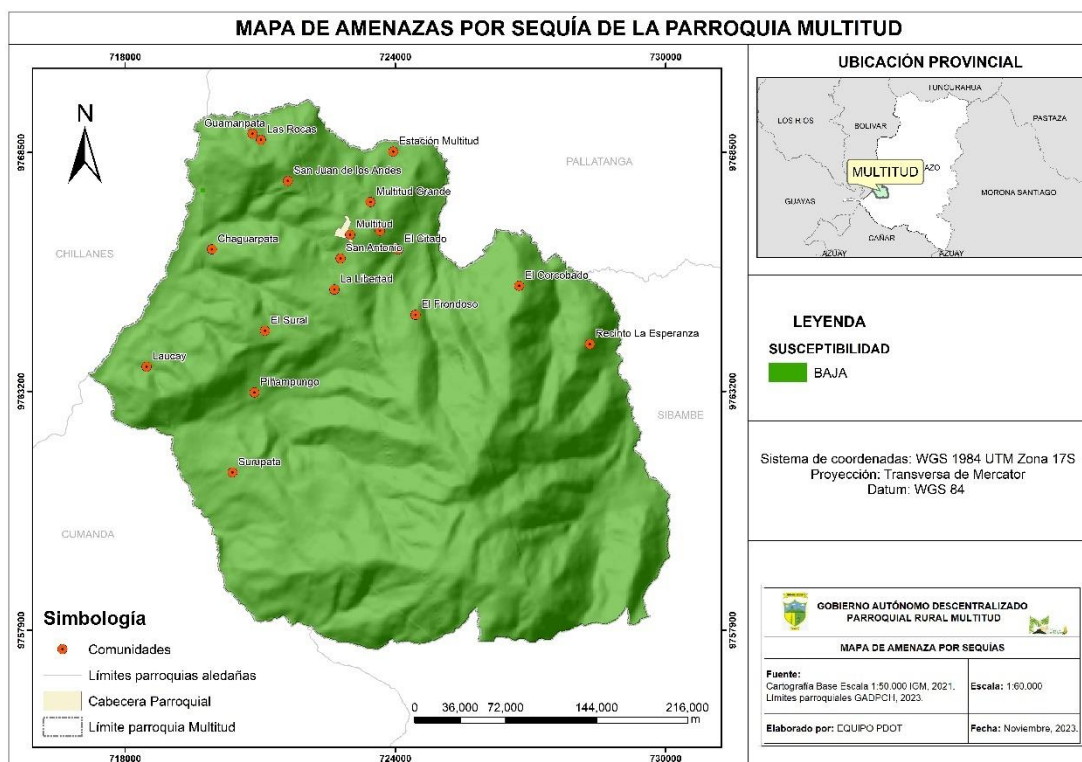 MAPA DE AMENAZAS POR SEQUÍA DE LA PARROQUIA MULTITUD
718000
724000
730000
N
9768500
9768500
9763200
9763200
9757900
9757900
Guamanpata
Las Rocas
Estación Multitud
PALLATANGA
San Juan de los Andes
Multitud Grande
Multitud
El Citado
CHILLANES
Chaguarpata
San Antonio
La Libertad
El Corcobado
El Frondoso
El Sural
Recinto La Esperanza
Laucay
Piñampungo
SIBAMBE
Surupata
CUMANDA
Simbología
Comunidades
Límites parroquias aledañas
Cabecera Parroquial
Límite parroquia Multitud
0 36,000 72,000 144,000 216,000
m
718000
724000
730000
UBICACIÓN PROVINCIAL
TUNGURAHUA
LOS RIOS
BOLIVAR
PASTAZA
MULTITUD
AZO
MORONA SANTIAGO
GUAYAS
CAÑAR
AZUAY
AZUAY
LEYENDA
SUSCEPTIBILIDAD
BAJA
Sistema de coordenadas: WGS 1984 UTM Zona 17S
Proyección: Transversa de Mercator
Datum: WGS 84
GOBIERNO AUTÓNOMO DESCENTRALIZADO
PARROQUIAL RURAL MULTITUD
MAPA DE AMENAZA POR SEQUÍAS
Fuente:
Cartografía Base Escala 1:50.000 IGM, 2021.
Límites parroquiales GADPCH, 2023.
Escala: 1:60.000
Elaborado por: EQUIPO PDOT
Fecha: Noviembre, 2023.